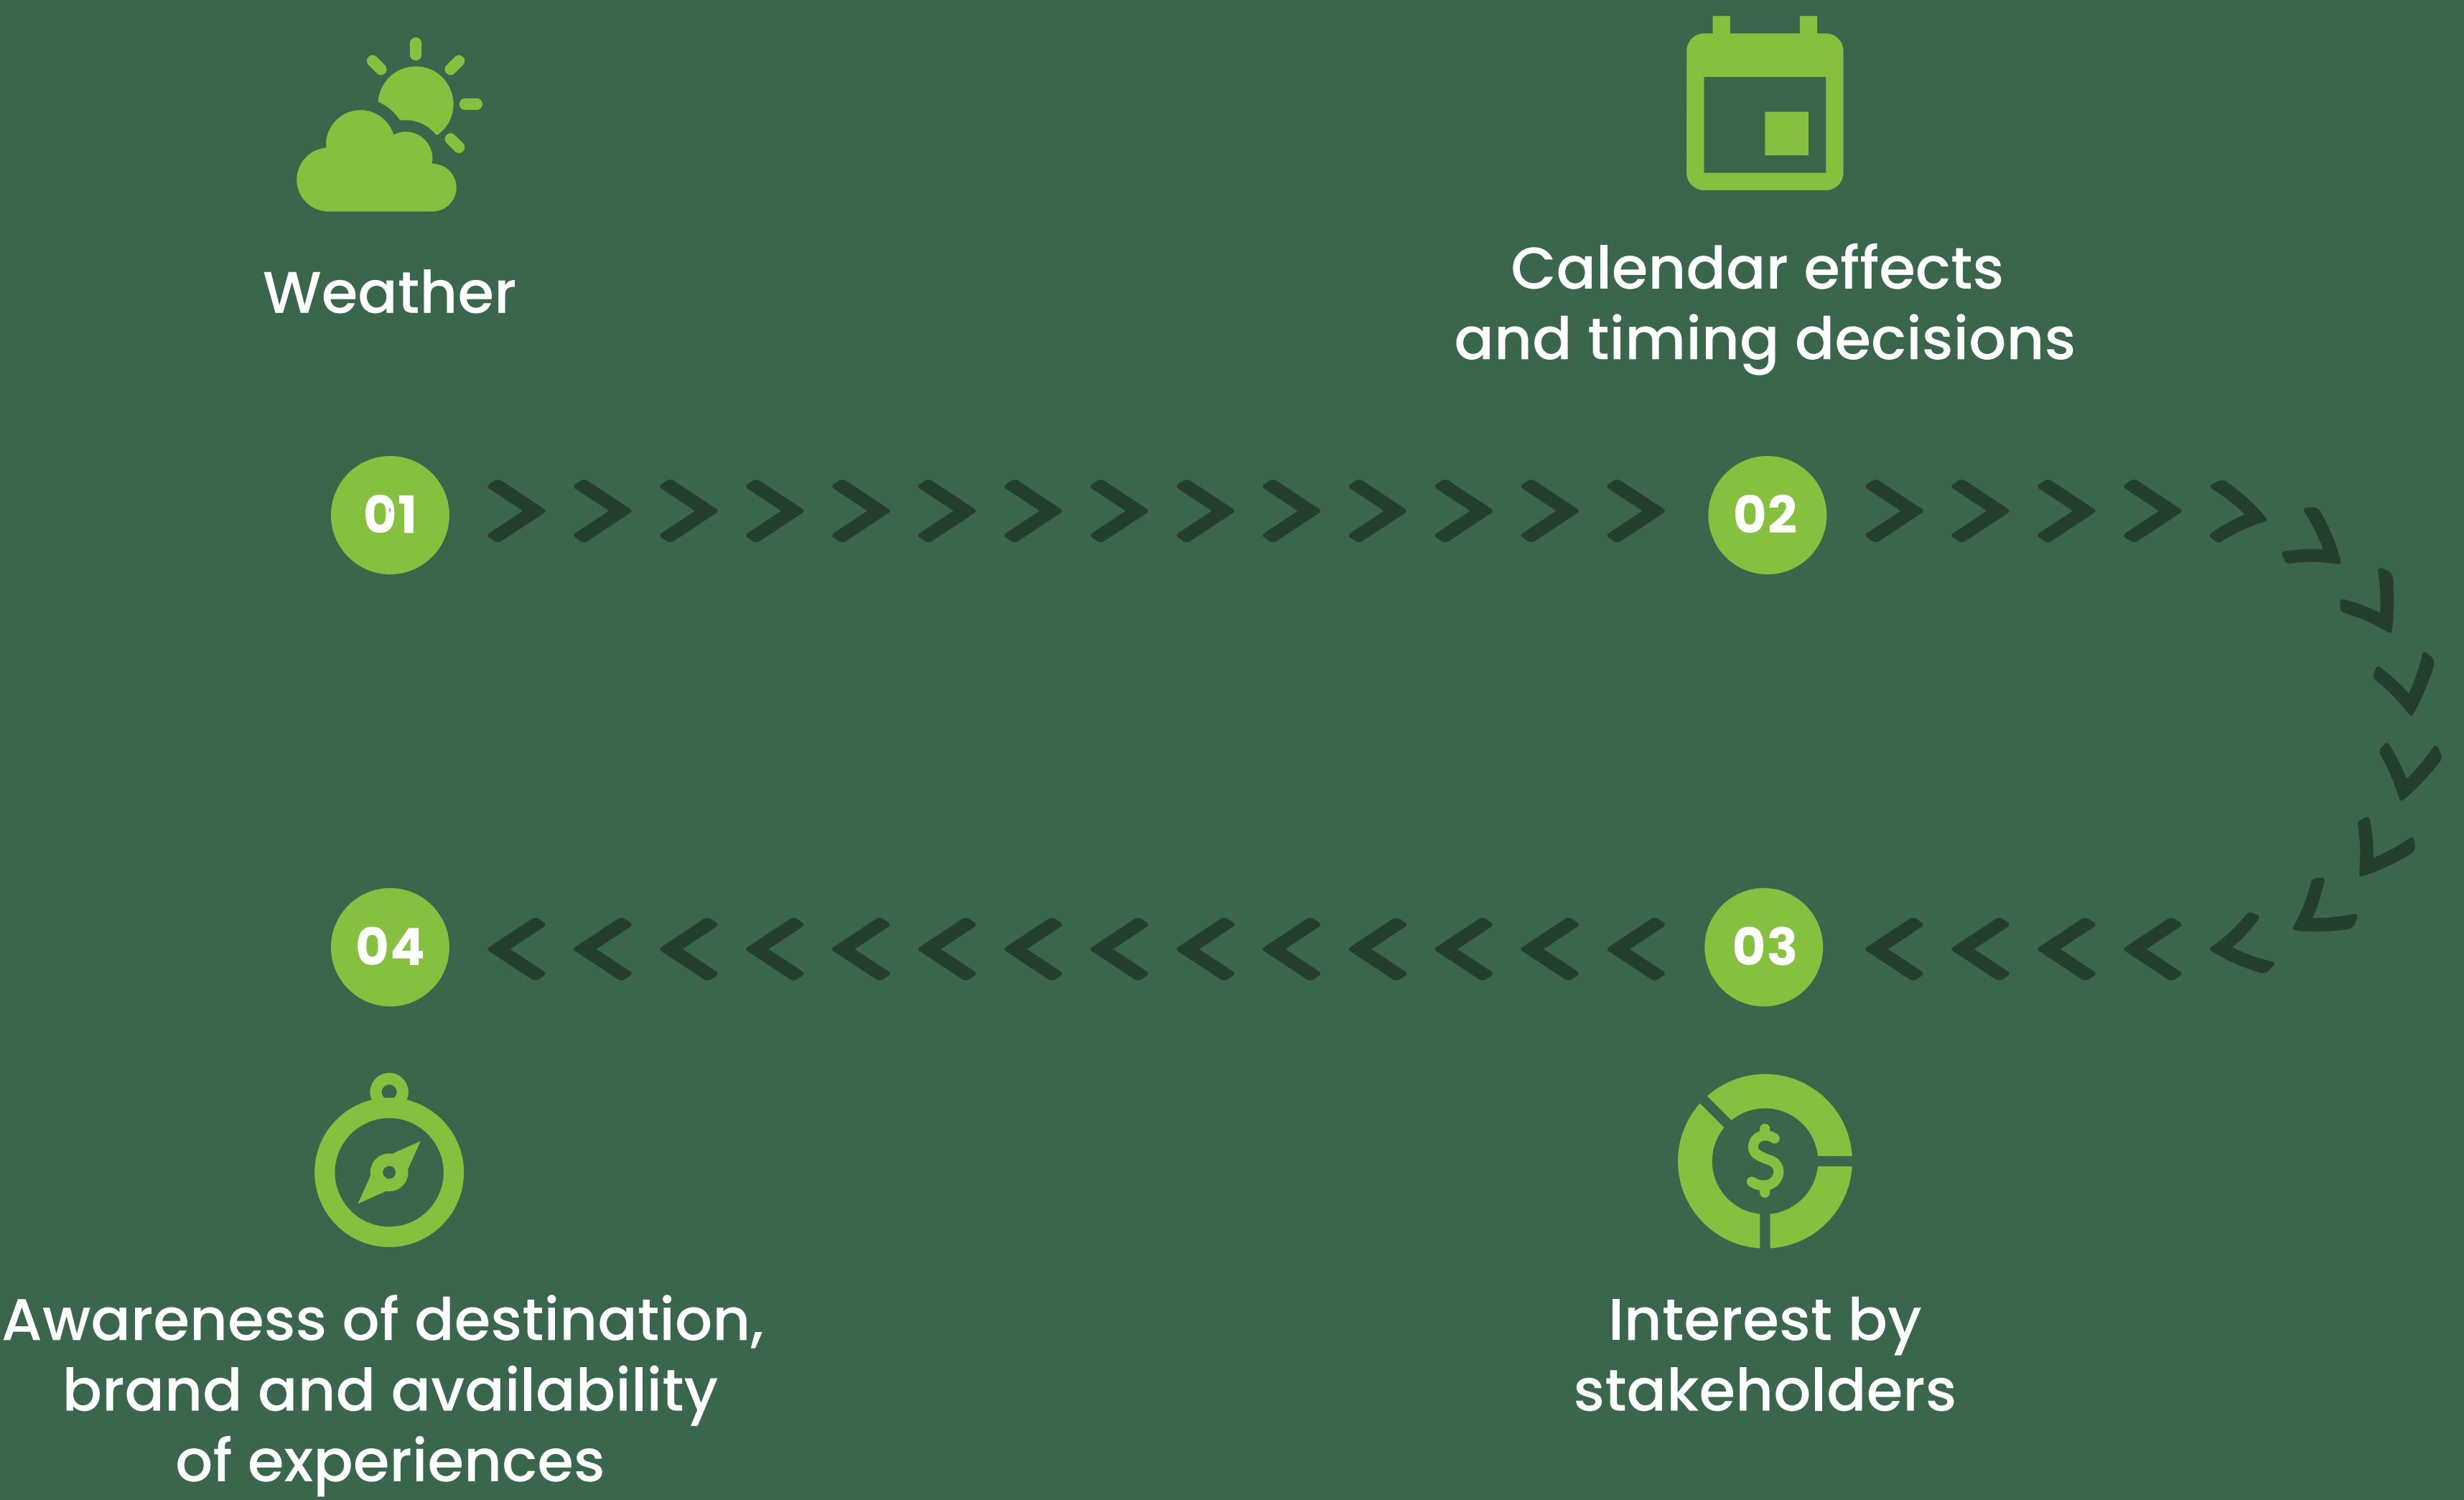 Weather
Calendar effects
and timing decisions
01
02
04
03
$
Awareness of destination,
brand and availability
of experiences
Interest by
stakeholders